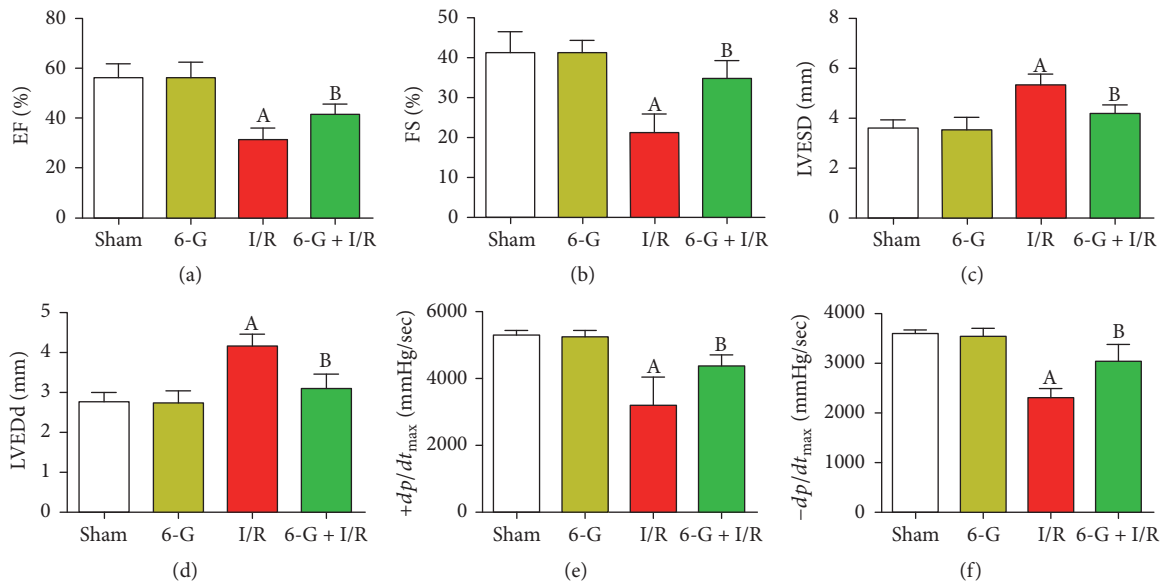 EF (%)
80
60
40
20
0
A
B
Sham
6-G
I/R
6-G + I/R
(a)
FS (%)
50
40
30
20
10
0
A
B
Sham
6-G
I/R
6-G + I/R
(b)
LVESD (mm)
8
6
4
2
0
A
B
Sham
6-G
I/R
6-G + I/R
(c)
LVEDd (mm)
5
4
3
2
1
0
A
B
Sham
6-G
I/R
6-G + I/R
(d)
+dp/dtmax (mmHg/sec)
6000
4000
2000
0
A
B
Sham
6-G
I/R
6-G + I/R
(e)
−dp/dtmax (mmHg/sec)
4000
3000
2000
1000
0
A
B
Sham
6-G
I/R
6-G + I/R
(f)